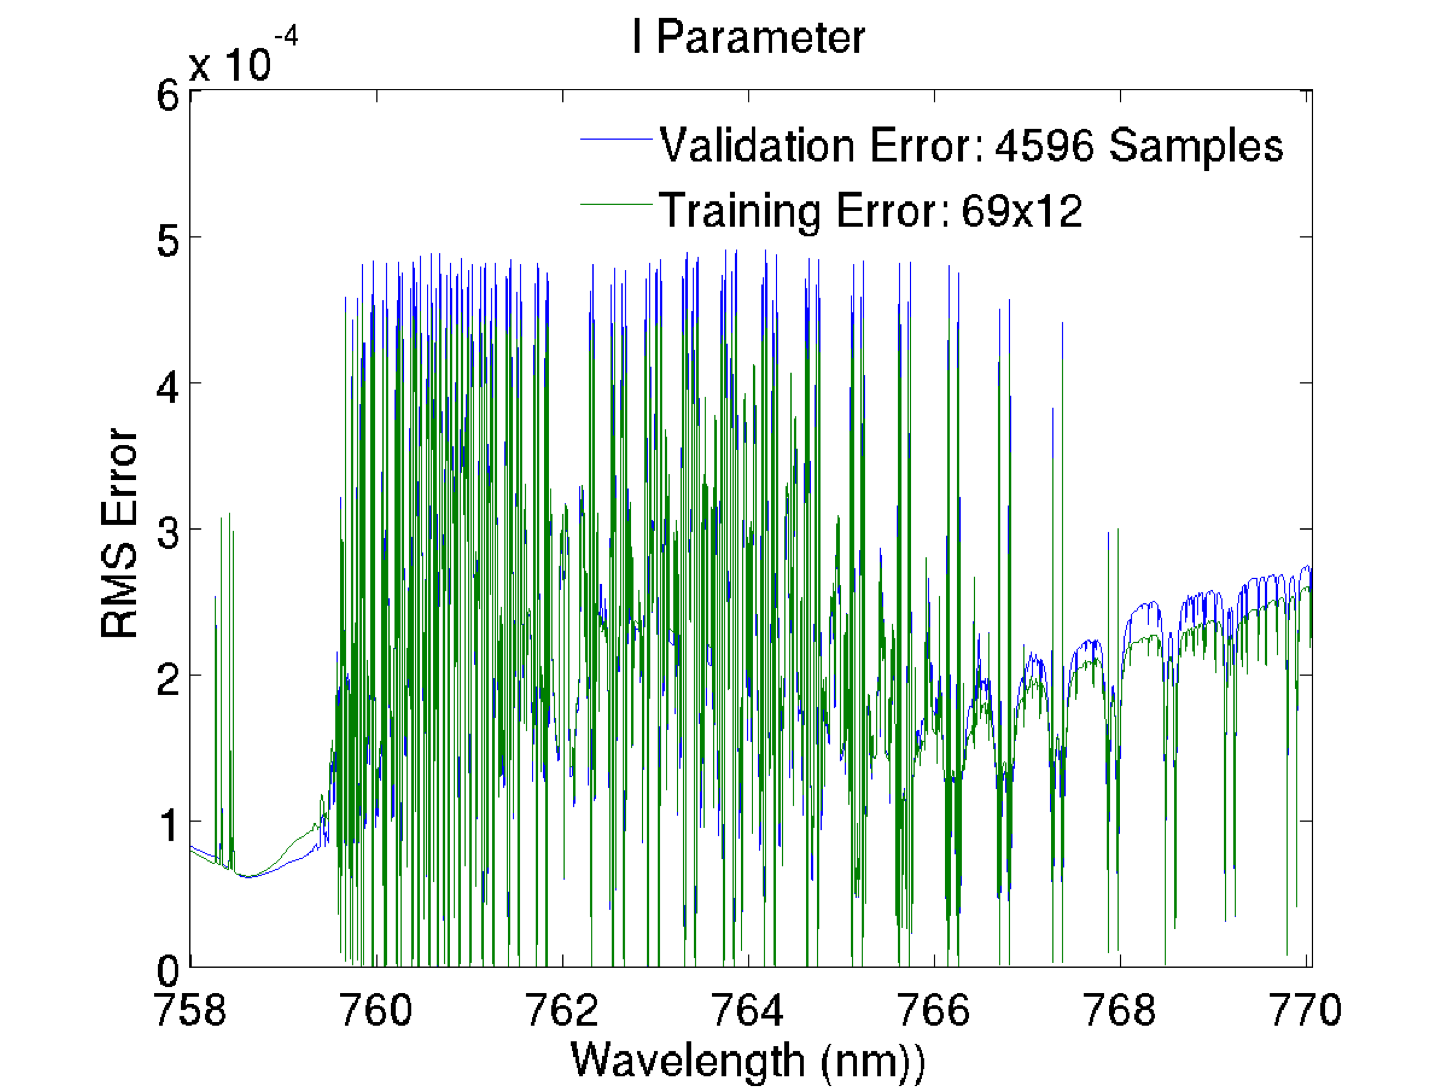 I Parameter
x 10-4
6
5
4
3
2
1
0
RMS Error
Validation Error: 4596 Samples
Training Error: 69x12
758 760 762 764 766 768 770
Wavelength (nm))